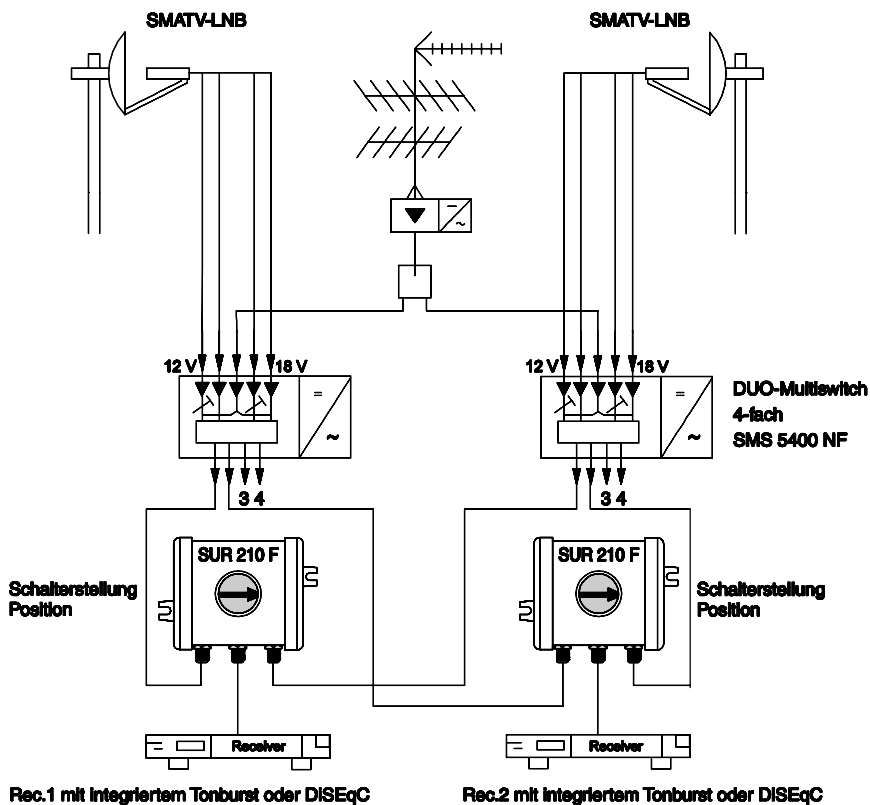 SMATV-LNB
SMATV-LNB
12 V
18 V
12 V
18 V
DUO-Multiswitch
4-fach
SMS 5400 NF
3 4
3 4
SUR 210 F
SUR 210 F
Schalterstellung
Position
Schalterstellung
Position
Receiver
Receiver
Rec.1 mit integriertem Tonburst oder DISEqC
Rec.2 mit integriertem Tonburst oder DISEqC